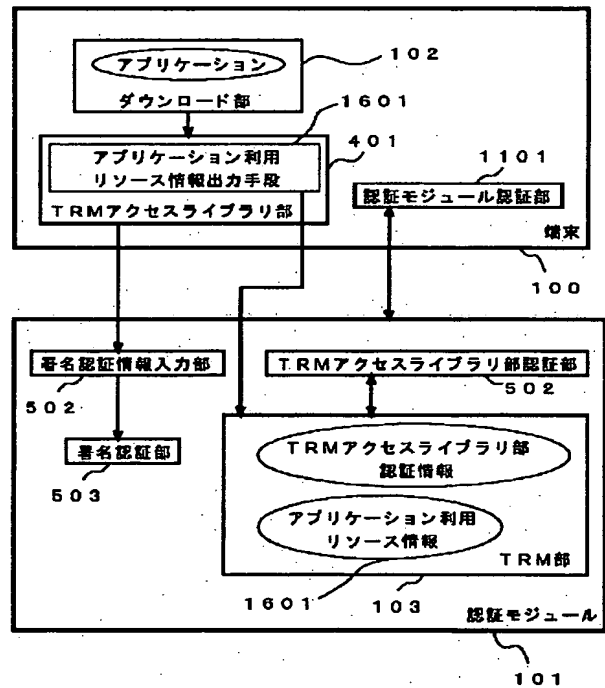 アプリケーション
ダウンロード部
102
1601
401
アプリケーション利用
リソース情報出力手段
TRMアクセスライブラリ部
1101
認証モジュール認証部
端末
100
署名認証情報入力部
502
TRMアクセスライブラリ部認証部
502
署名認証部
503
TRMアクセスライブラリ部
認証情報
アプリケーション利用
リソース情報
TRM部
1601
103
認証モジュール
101